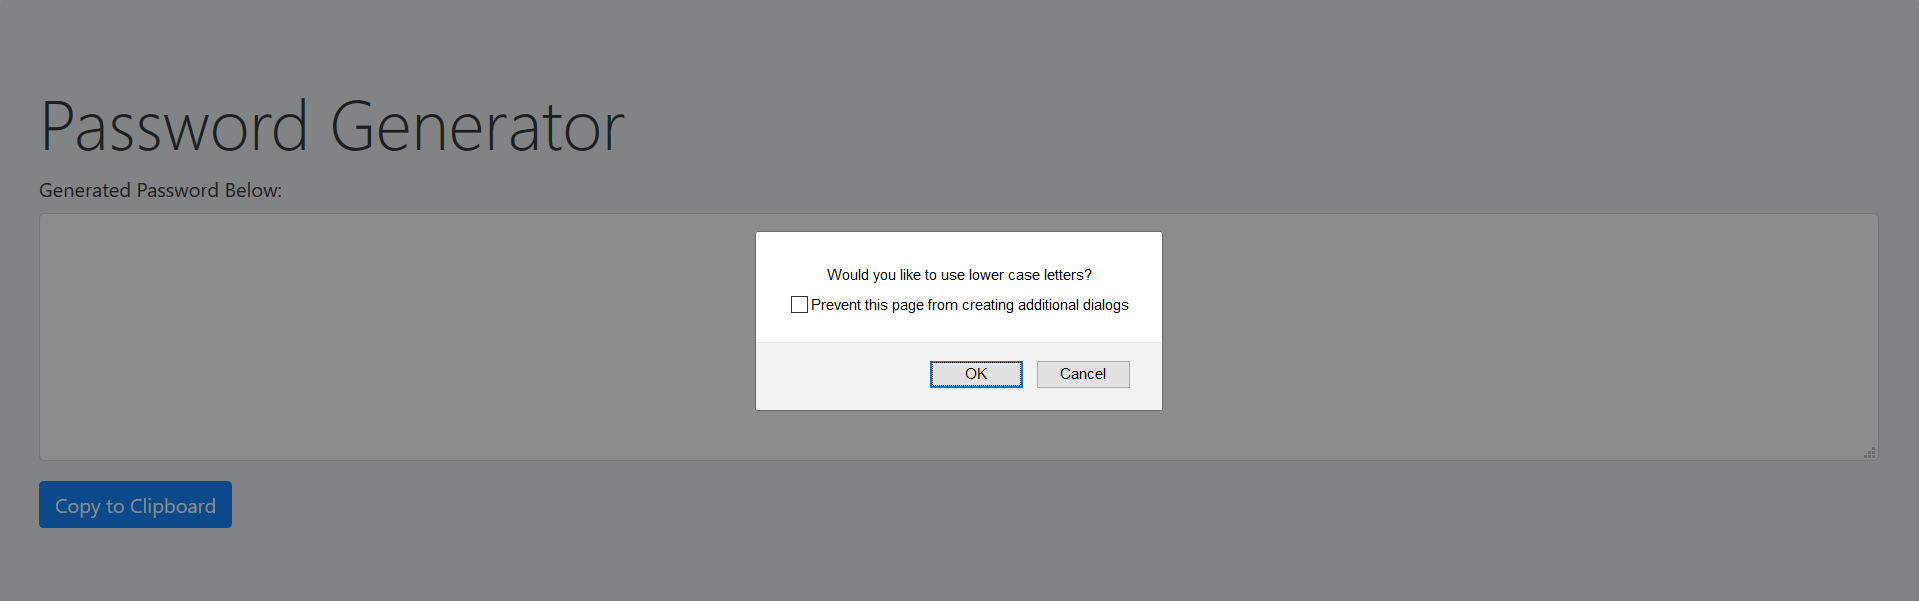 Password Generator
Generated Password Below:
Would you like to use lower case letters?
Prevent this page from creating additional dialogs
OK
Cancel
Copy to Clipboard